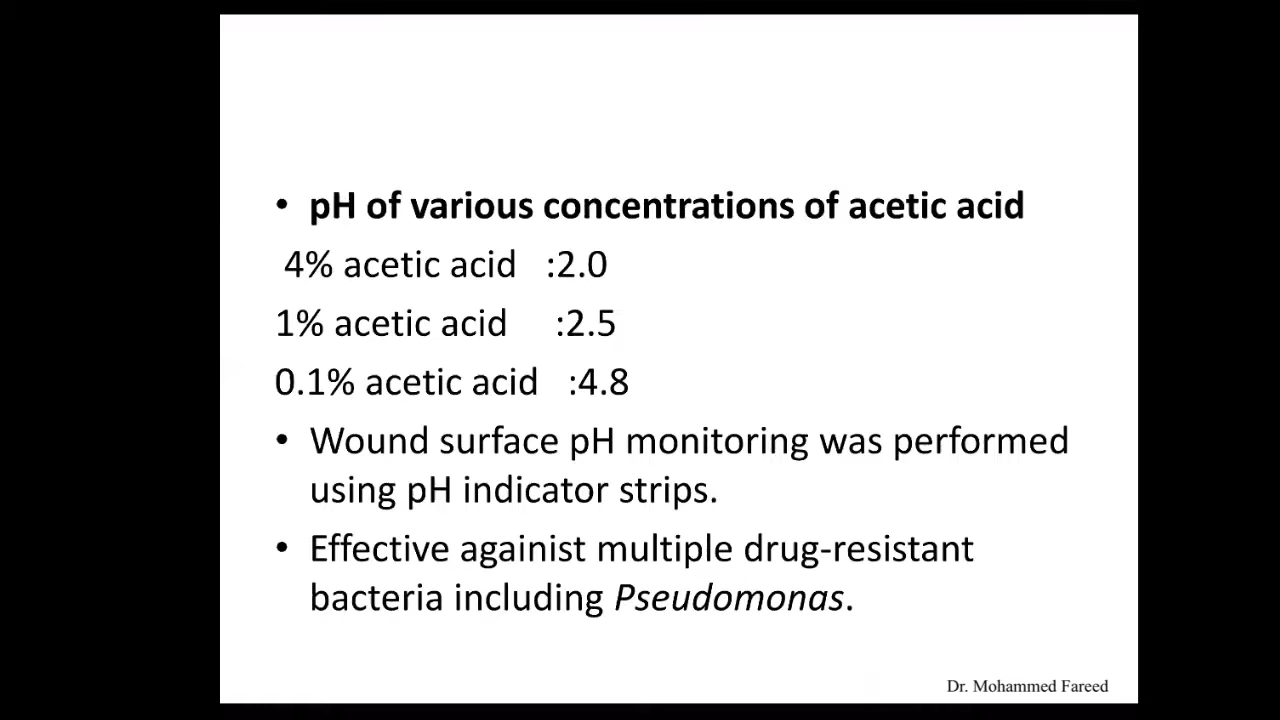 • pH of various concentrations of acetic acid
4% acetic acid :2.0
1% acetic acid :2.5
0.1% acetic acid :4.8
• Wound surface pH monitoring was performed
using pH indicator strips.
• Effective againist multiple drug-resistant
bacteria including Pseudomonas.
Dr. Mohammed Fareed